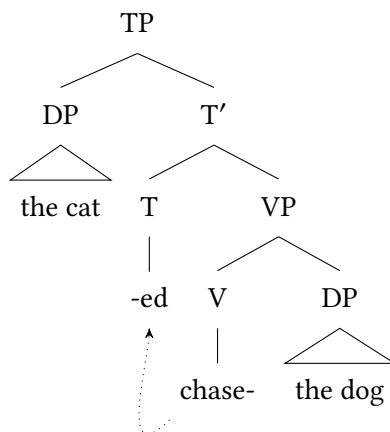 TP
DP T′
the cat T VP
-ed V DP
chase- the dog